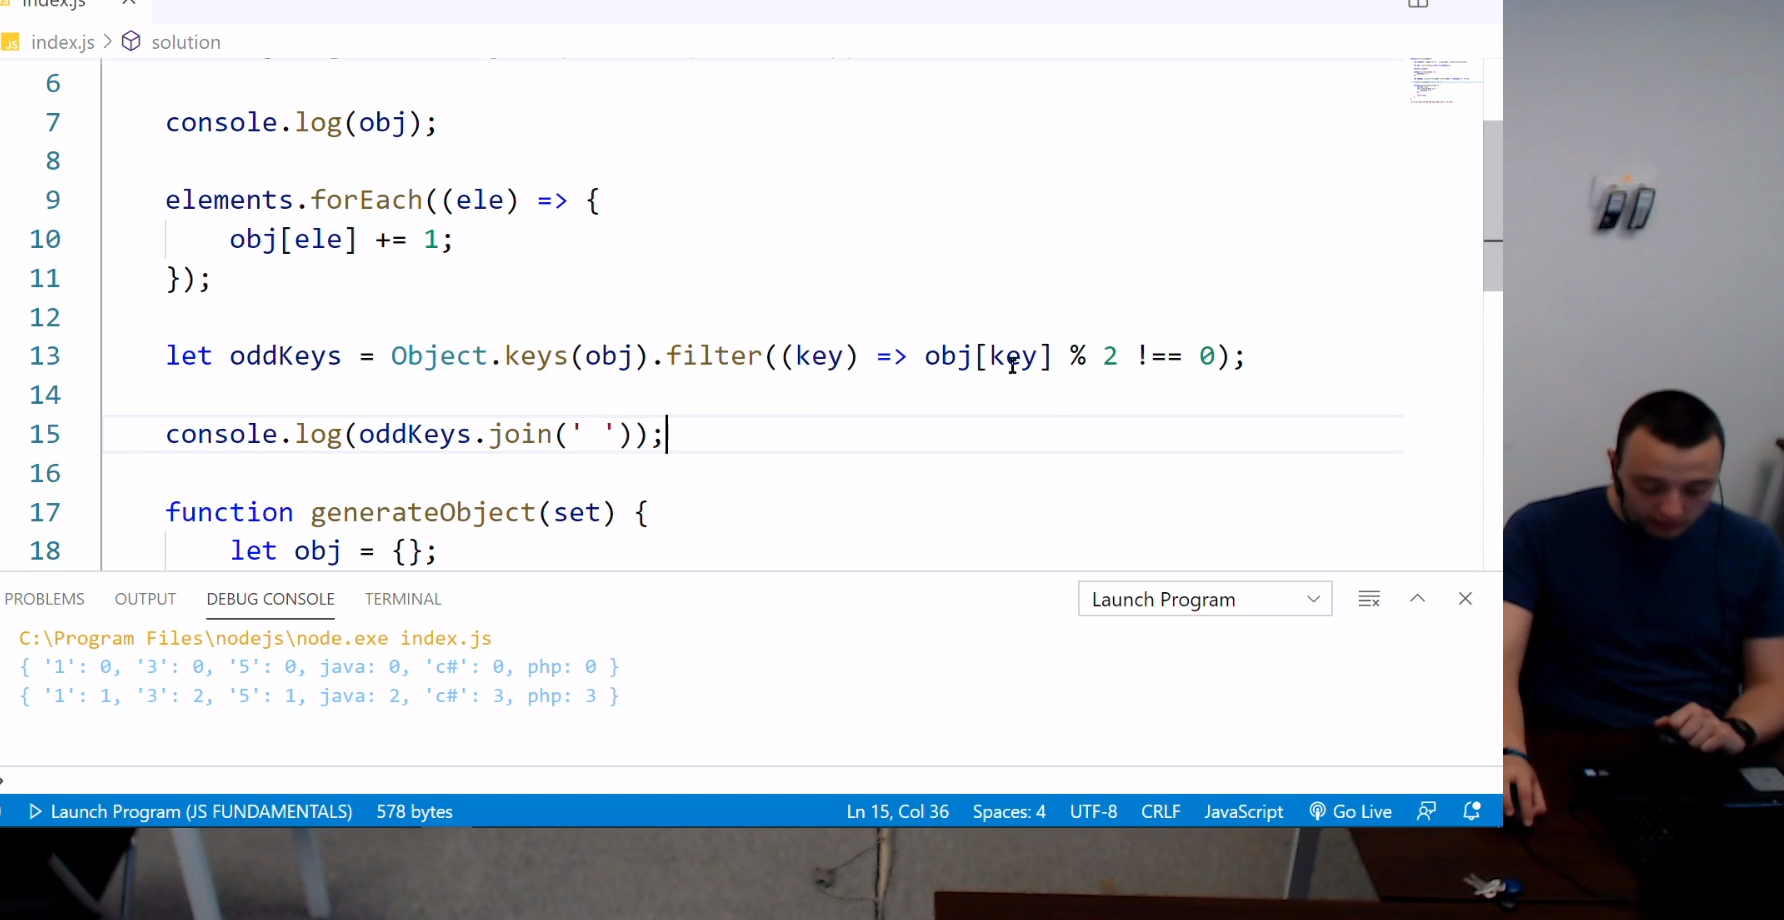 index.js
JS index.js > solution
6
7 console.log(obj);
8
9 elements.forEach((ele) => {
10 obj[ele] += 1;
11 });
12
13 let oddKeys = Object.keys(obj).filter((key) => obj[key] % 2 !== 0);
14
15 console.log(oddKeys.join(' '));
16
17 function generateObject(set) {
18 let obj = {};
PROBLEMS OUTPUT DEBUG CONSOLE TERMINAL Launch Program
C:\Program Files\nodejs\node.exe index.js
{ '1': 0, '3': 0, '5': 0, java: 0, 'c#': 0, php: 0 }
{ '1': 1, '3': 2, '5': 1, java: 2, 'c#': 3, php: 3 }
Launch Program (JS FUNDAMENTALS) 578 bytes Ln 15, Col 36 Spaces: 4 UTF-8 CRLF JavaScript Go Live